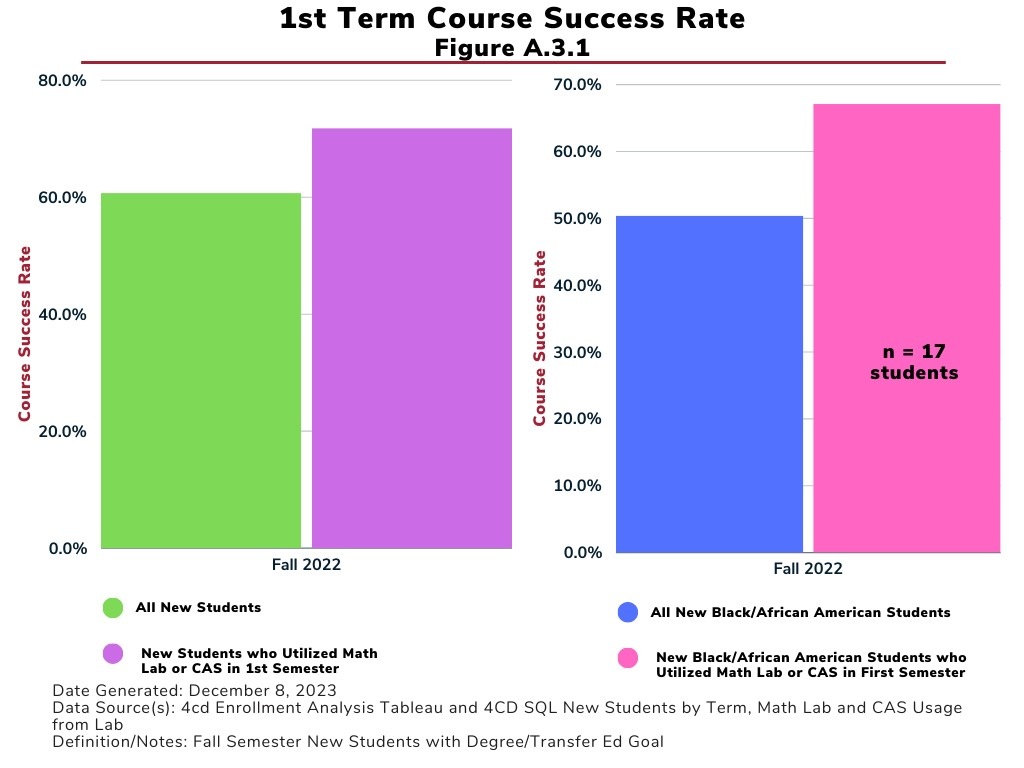 1st Term Course Success Rate
Figure A.3.1
80.0%
60.0%
40.0%
20.0%
0.0%
Course Success Rate
Fall 2022
All New Students
New Students who Utilized Math
Lab or CAS in 1st Semester
70.0%
60.0%
50.0%
40.0%
30.0%
20.0%
10.0%
0.0%
Course Success Rate
n = 17
students
Fall 2022
All New Black/African American Students
New Black/African American Students who
Utilized Math Lab or CAS in First Semester
Date Generated: December 8, 2023
Data Source(s): 4cd Enrollment Analysis Tableau and 4CD SQL New Students by Term, Math Lab and CAS Usage
from Lab
Definition/Notes: Fall Semester New Students with Degree/Transfer Ed Goal